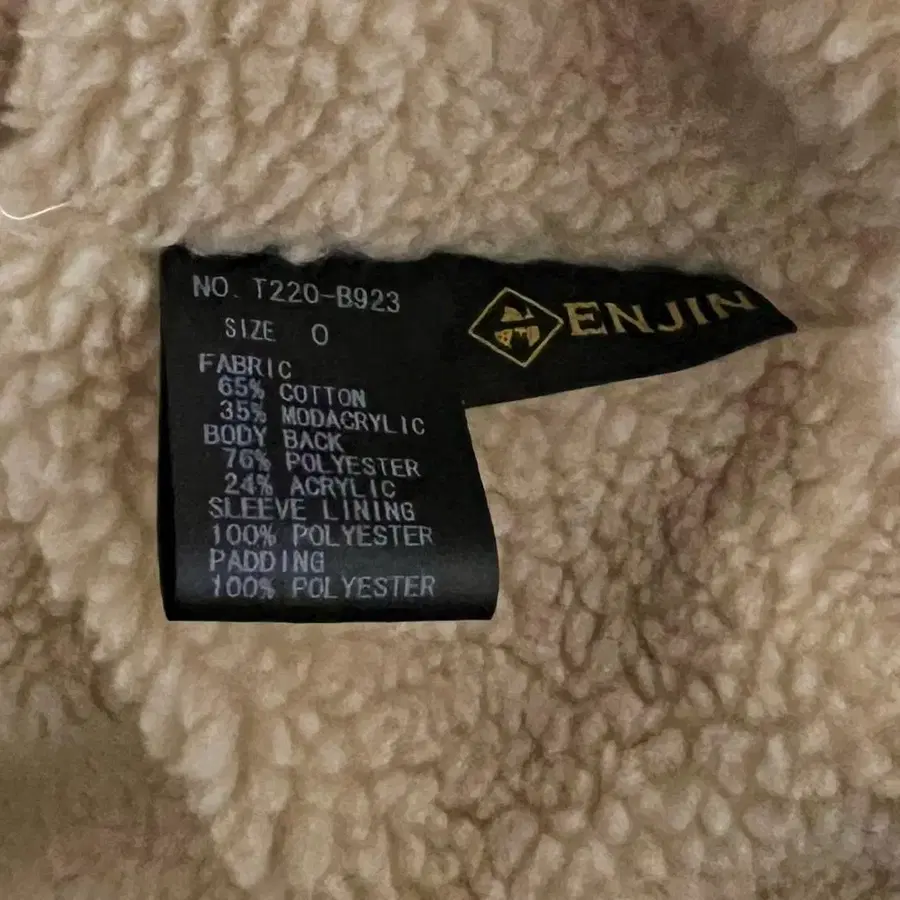 NO. T220-B923
SIZE 0
FABRIC
65% COTTON
35% MODACRYLIC
BODY BACK
76% POLYESTER
24% ACRYLIC
SLEEVE LINING
100% POLYESTER
PADDING
100% POLYESTER
ENJIN